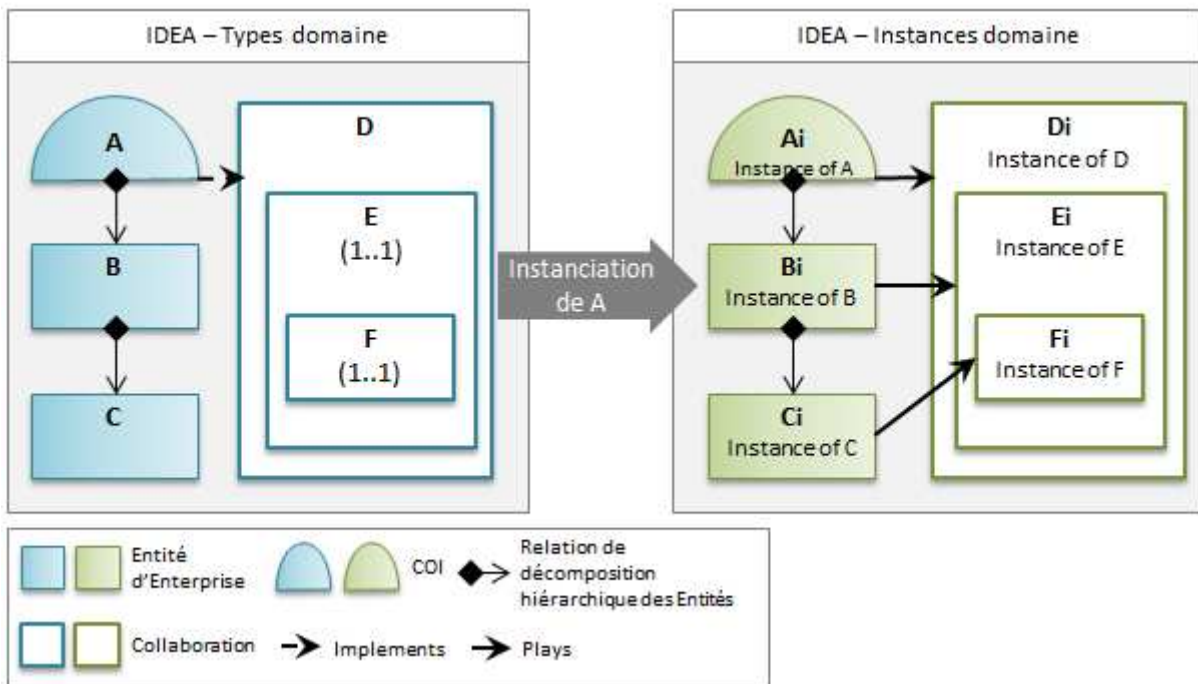 IDEA – Types domaine
A
D
E
(1..1)
B
F
(1..1)
C
Instanciation
de A
IDEA – Instances domaine
Ai
Instance of A
Di
Instance of D
Ei
Instance of E
Bi
Instance of B
Fi
Instance of F
Ci
Instance of C
Entité
d'Enterprise
COI
Relation de
décomposition
hiérarchique des Entités
Collaboration
Implements
Plays